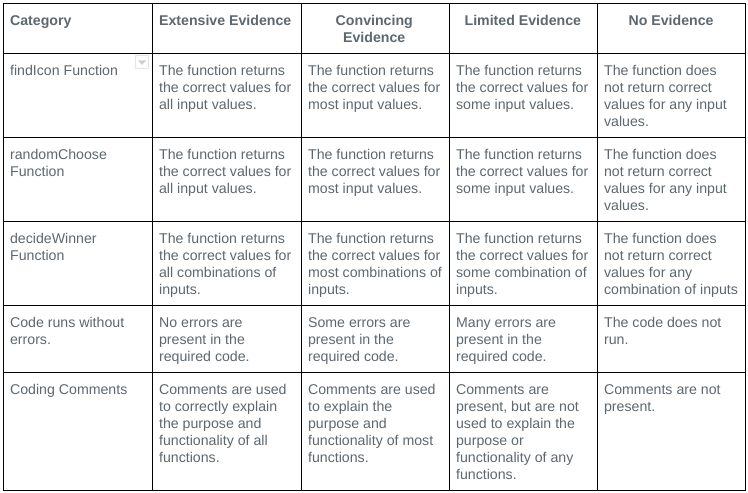 Category
Extensive Evidence
Convincing
Evidence
Limited Evidence
No Evidence
findIcon Function
The function returns
the correct values for
all input values.
The function returns
the correct values for
most input values.
The function returns
the correct values for
some input values.
The function does
not return correct
values for any input
values.
randomChoose
Function
The function returns
the correct values for
all input values.
The function returns
the correct values for
most input values.
The function returns
the correct values for
some input values.
The function does
not return correct
values for any input
values.
decideWinner
Function
The function returns
the correct values for
all combinations of
inputs.
The function returns
the correct values for
most combinations of
inputs.
The function returns
the correct values for
some combination of
inputs.
The function does
not return correct
values for any
combination of inputs
Code runs without
errors.
No errors are
present in the
required code.
Some errors are
present in the
required code.
Many errors are
present in the
required code.
The code does not
run.
Coding Comments
Comments are used
to correctly explain
the purpose and
functionality of all
functions.
Comments are used
to explain the
purpose and
functionality of most
functions.
Comments are
present, but are not
used to explain the
purpose or
functionality of any
functions.
Comments are not
present.